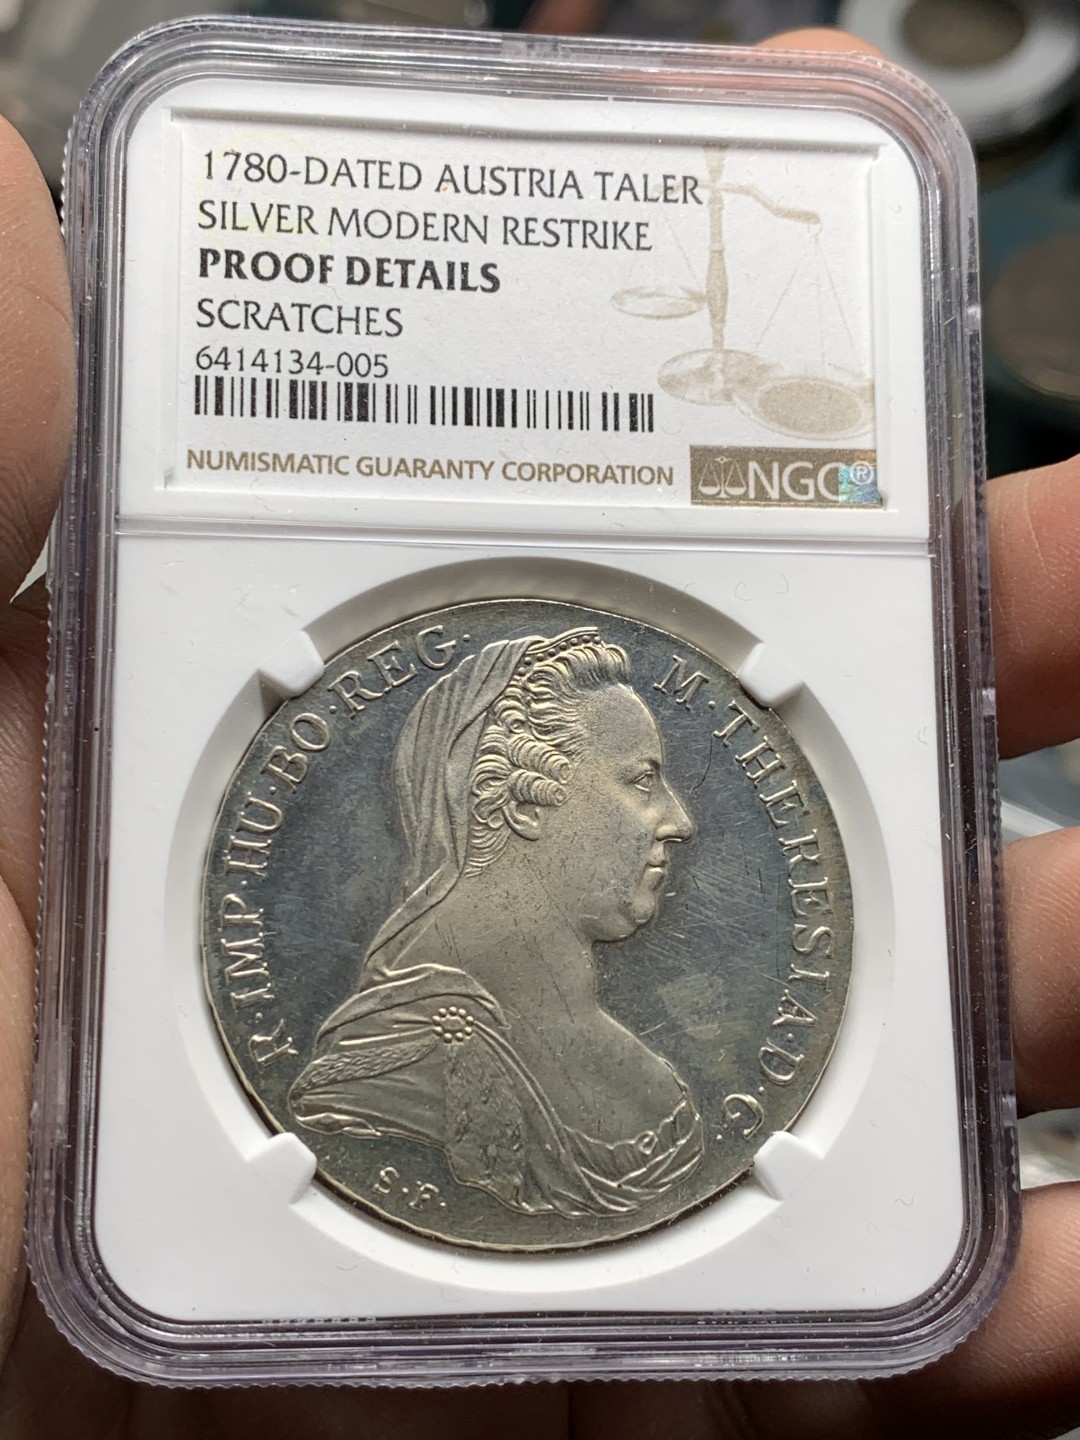 1780-DATED AUSTRIA TALER
SILVER MODERN RESTRIKE
PROOF DETAILS
SCRATCHES
6414134-005
NUMISMATIC GUARANTY CORPORATION
NGC®
R·IMP·HU·BO·REG·
M·THERESIA·D·G·
S·F·